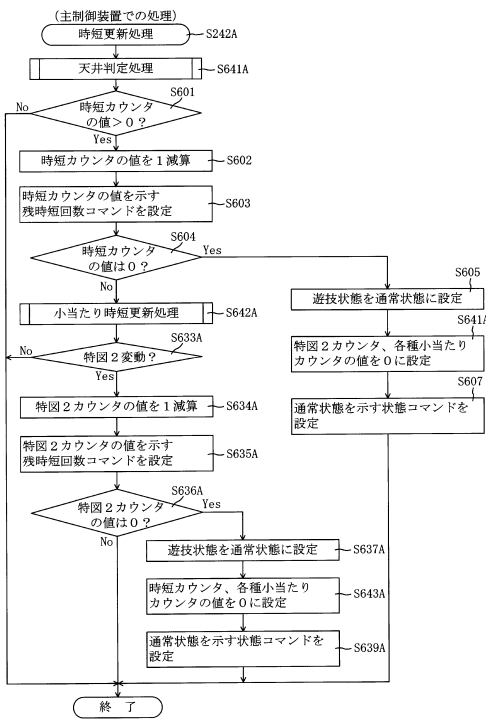 (主制御装置での処理)
時短更新処理
S242A
天井判定処理
S641A
S601
時短カウンタ
の値>0?
No
Yes
時短カウンタの値を1減算
S602
時短カウンタの値を示す
残時短回数コマンドを設定
S603
S604
時短カウンタ
の値は0?
Yes
No
S605
遊技状態を通常状態に設定
小当たり時短更新処理
S642A
S641A
特図2カウンタ、各種小当たり
カウンタの値を0に設定
S633A
特図2変動?
No
Yes
S607
通常状態を示す状態コマンドを
設定
特図2カウンタの値を1減算
S634A
特図2カウンタの値を示す
残時短回数コマンドを設定
S635A
S636A
特図2カウンタ
の値は0?
Yes
No
遊技状態を通常状態に設定
S637A
時短カウンタ、各種小当たり
カウンタの値を0に設定
S643A
通常状態を示す状態コマンドを
設定
S639A
終 了